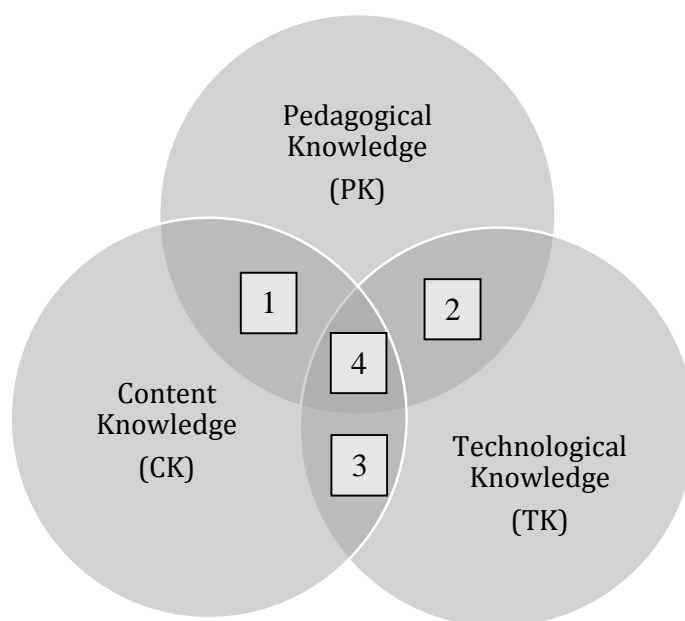 Pedagogical
Knowledge
(PK)
1
2
4
Content
Knowledge
(CK)
3
Technological
Knowledge
(TK)